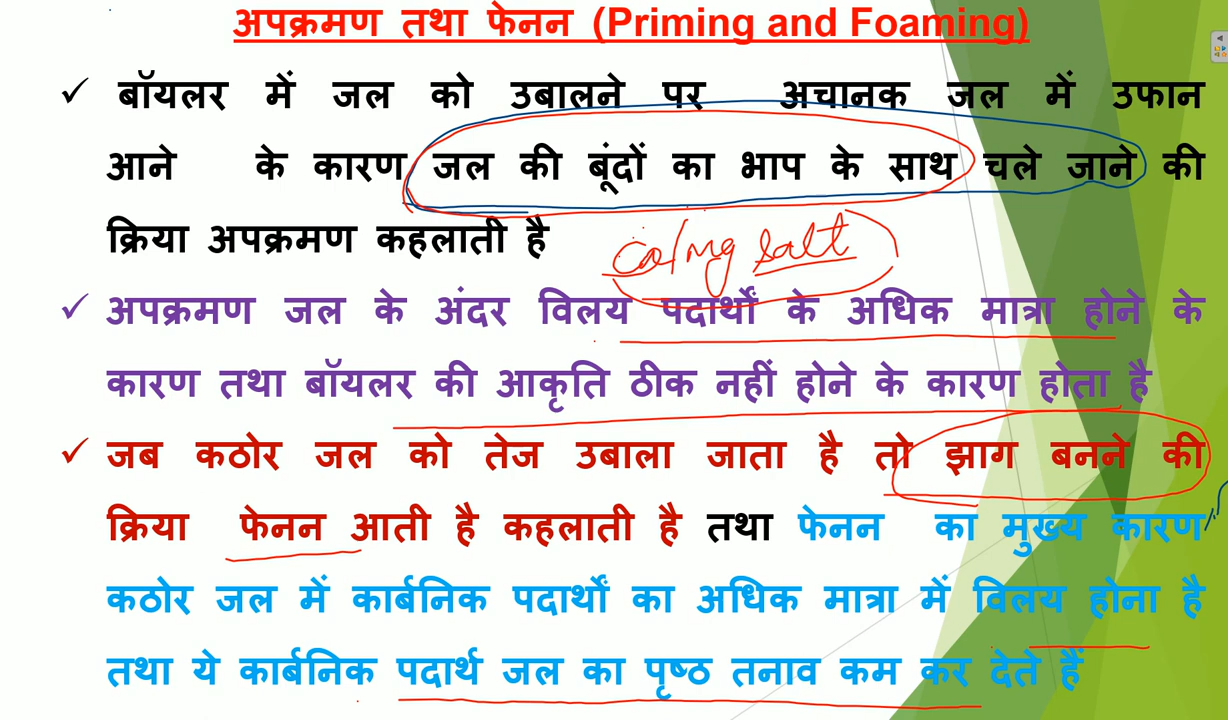 अपक्रमण तथा फेनन (Priming and Foaming)
✓ बॉयलर में जल को उबालने पर अचानक जल में उफान
आने के कारण जल की बूंदों का भाप के साथ चले जाने की
क्रिया अपक्रमण कहलाती है
Ca/mg salt
✓ अपक्रमण जल के अंदर विलय पदार्थों के अधिक मात्रा होने के
कारण तथा बॉयलर की आकृति ठीक नहीं होने के कारण होता है
✓ जब कठोर जल को तेज उबाला जाता है तो झाग बनने की
क्रिया फेनन आती है कहलाती है तथा फेनन का मुख्य कारण
कठोर जल में कार्बनिक पदार्थों का अधिक मात्रा में विलय होना है
तथा ये कार्बनिक पदार्थ जल का पृष्ठ तनाव कम कर देते हैं